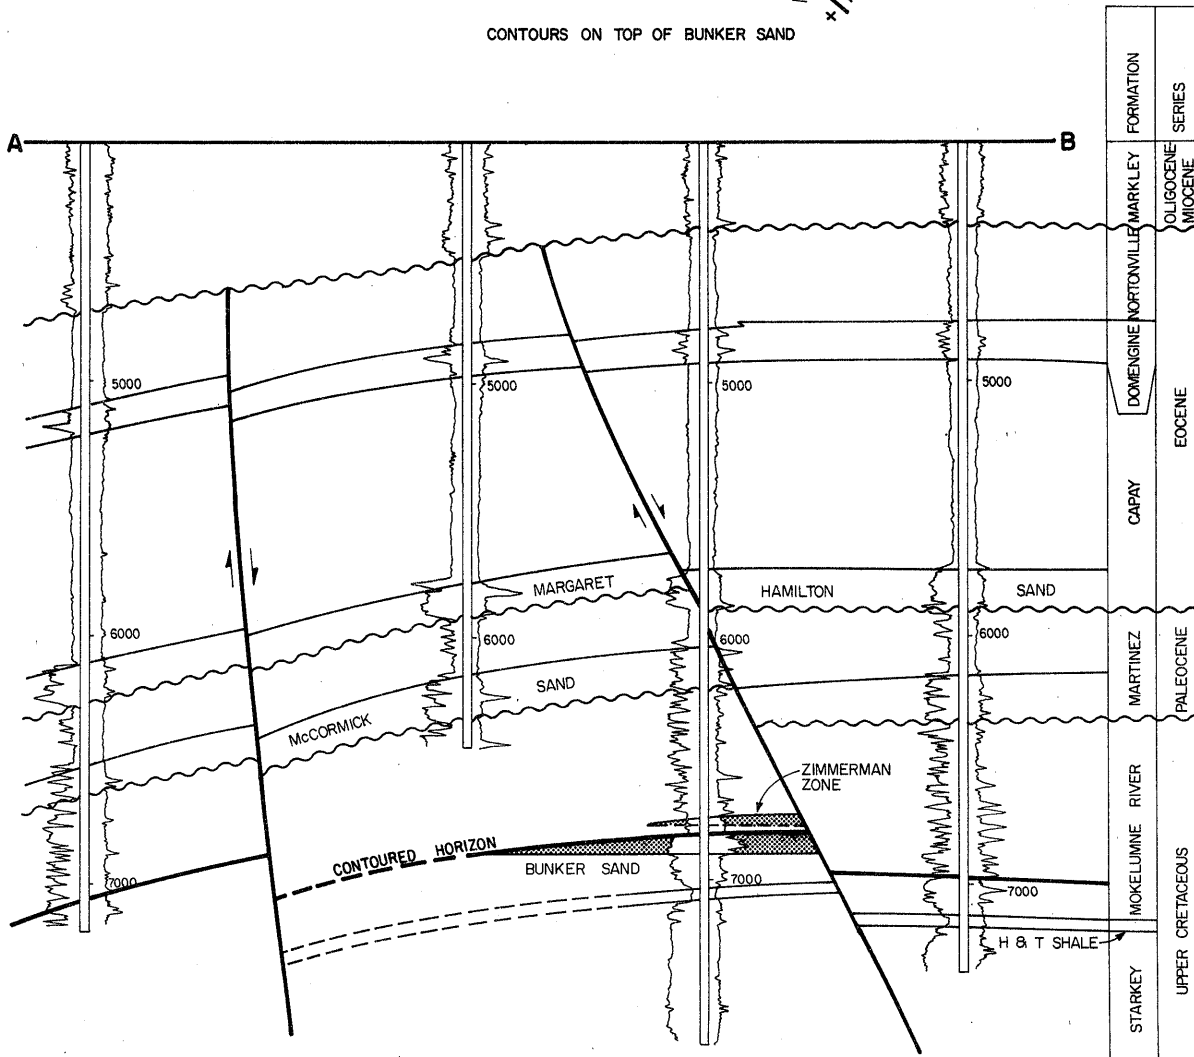 CONTOURS ON TOP OF BUNKER SAND
A
B
FORMATION
SERIES
MARKLEY
OLIGOCENE
MIOCENE
NORTONVILLE
DOMENGINE
EOCENE
CAPAY
5000
5000
5000
5000
MARGARET
HAMILTON
SAND
6000
6000
6000
6000
MARTINEZ
PALEOCENE
SAND
McCORMICK
ZIMMERMAN
ZONE
MOKELUMNE RIVER
CONTOURED HORIZON
BUNKER SAND
7000
7000
7000
H & T SHALE
STARKEY
UPPER CRETACEOUS